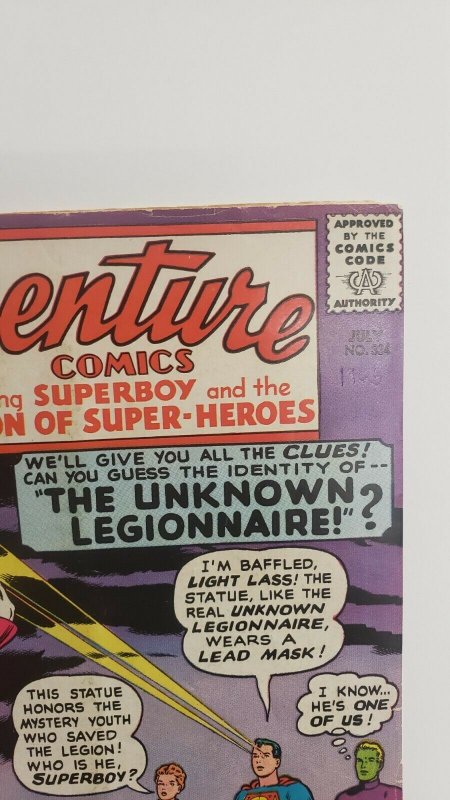 APPROVED
BY THE
COMICS
CODE
AUTHORITY
enture
COMICS
ng SUPERBOY and the
ON OF SUPER-HEROES
JULY
NO. 334
WE'LL GIVE YOU ALL THE CLUES!
CAN YOU GUESS THE IDENTITY OF--
"THE UNKNOWN
LEGIONNAIRE!"?
I'M BAFFLED,
LIGHT LASS! THE
STATUE, LIKE THE
REAL UNKNOWN
LEGIONNAIRE,
WEARS A
LEAD MASK!
THIS STATUE
HONORS THE
MYSTERY YOUTH
WHO SAVED
THE LEGION!
WHO IS HE,
SUPERBOY?
I KNOW...
HE'S ONE
OF US!